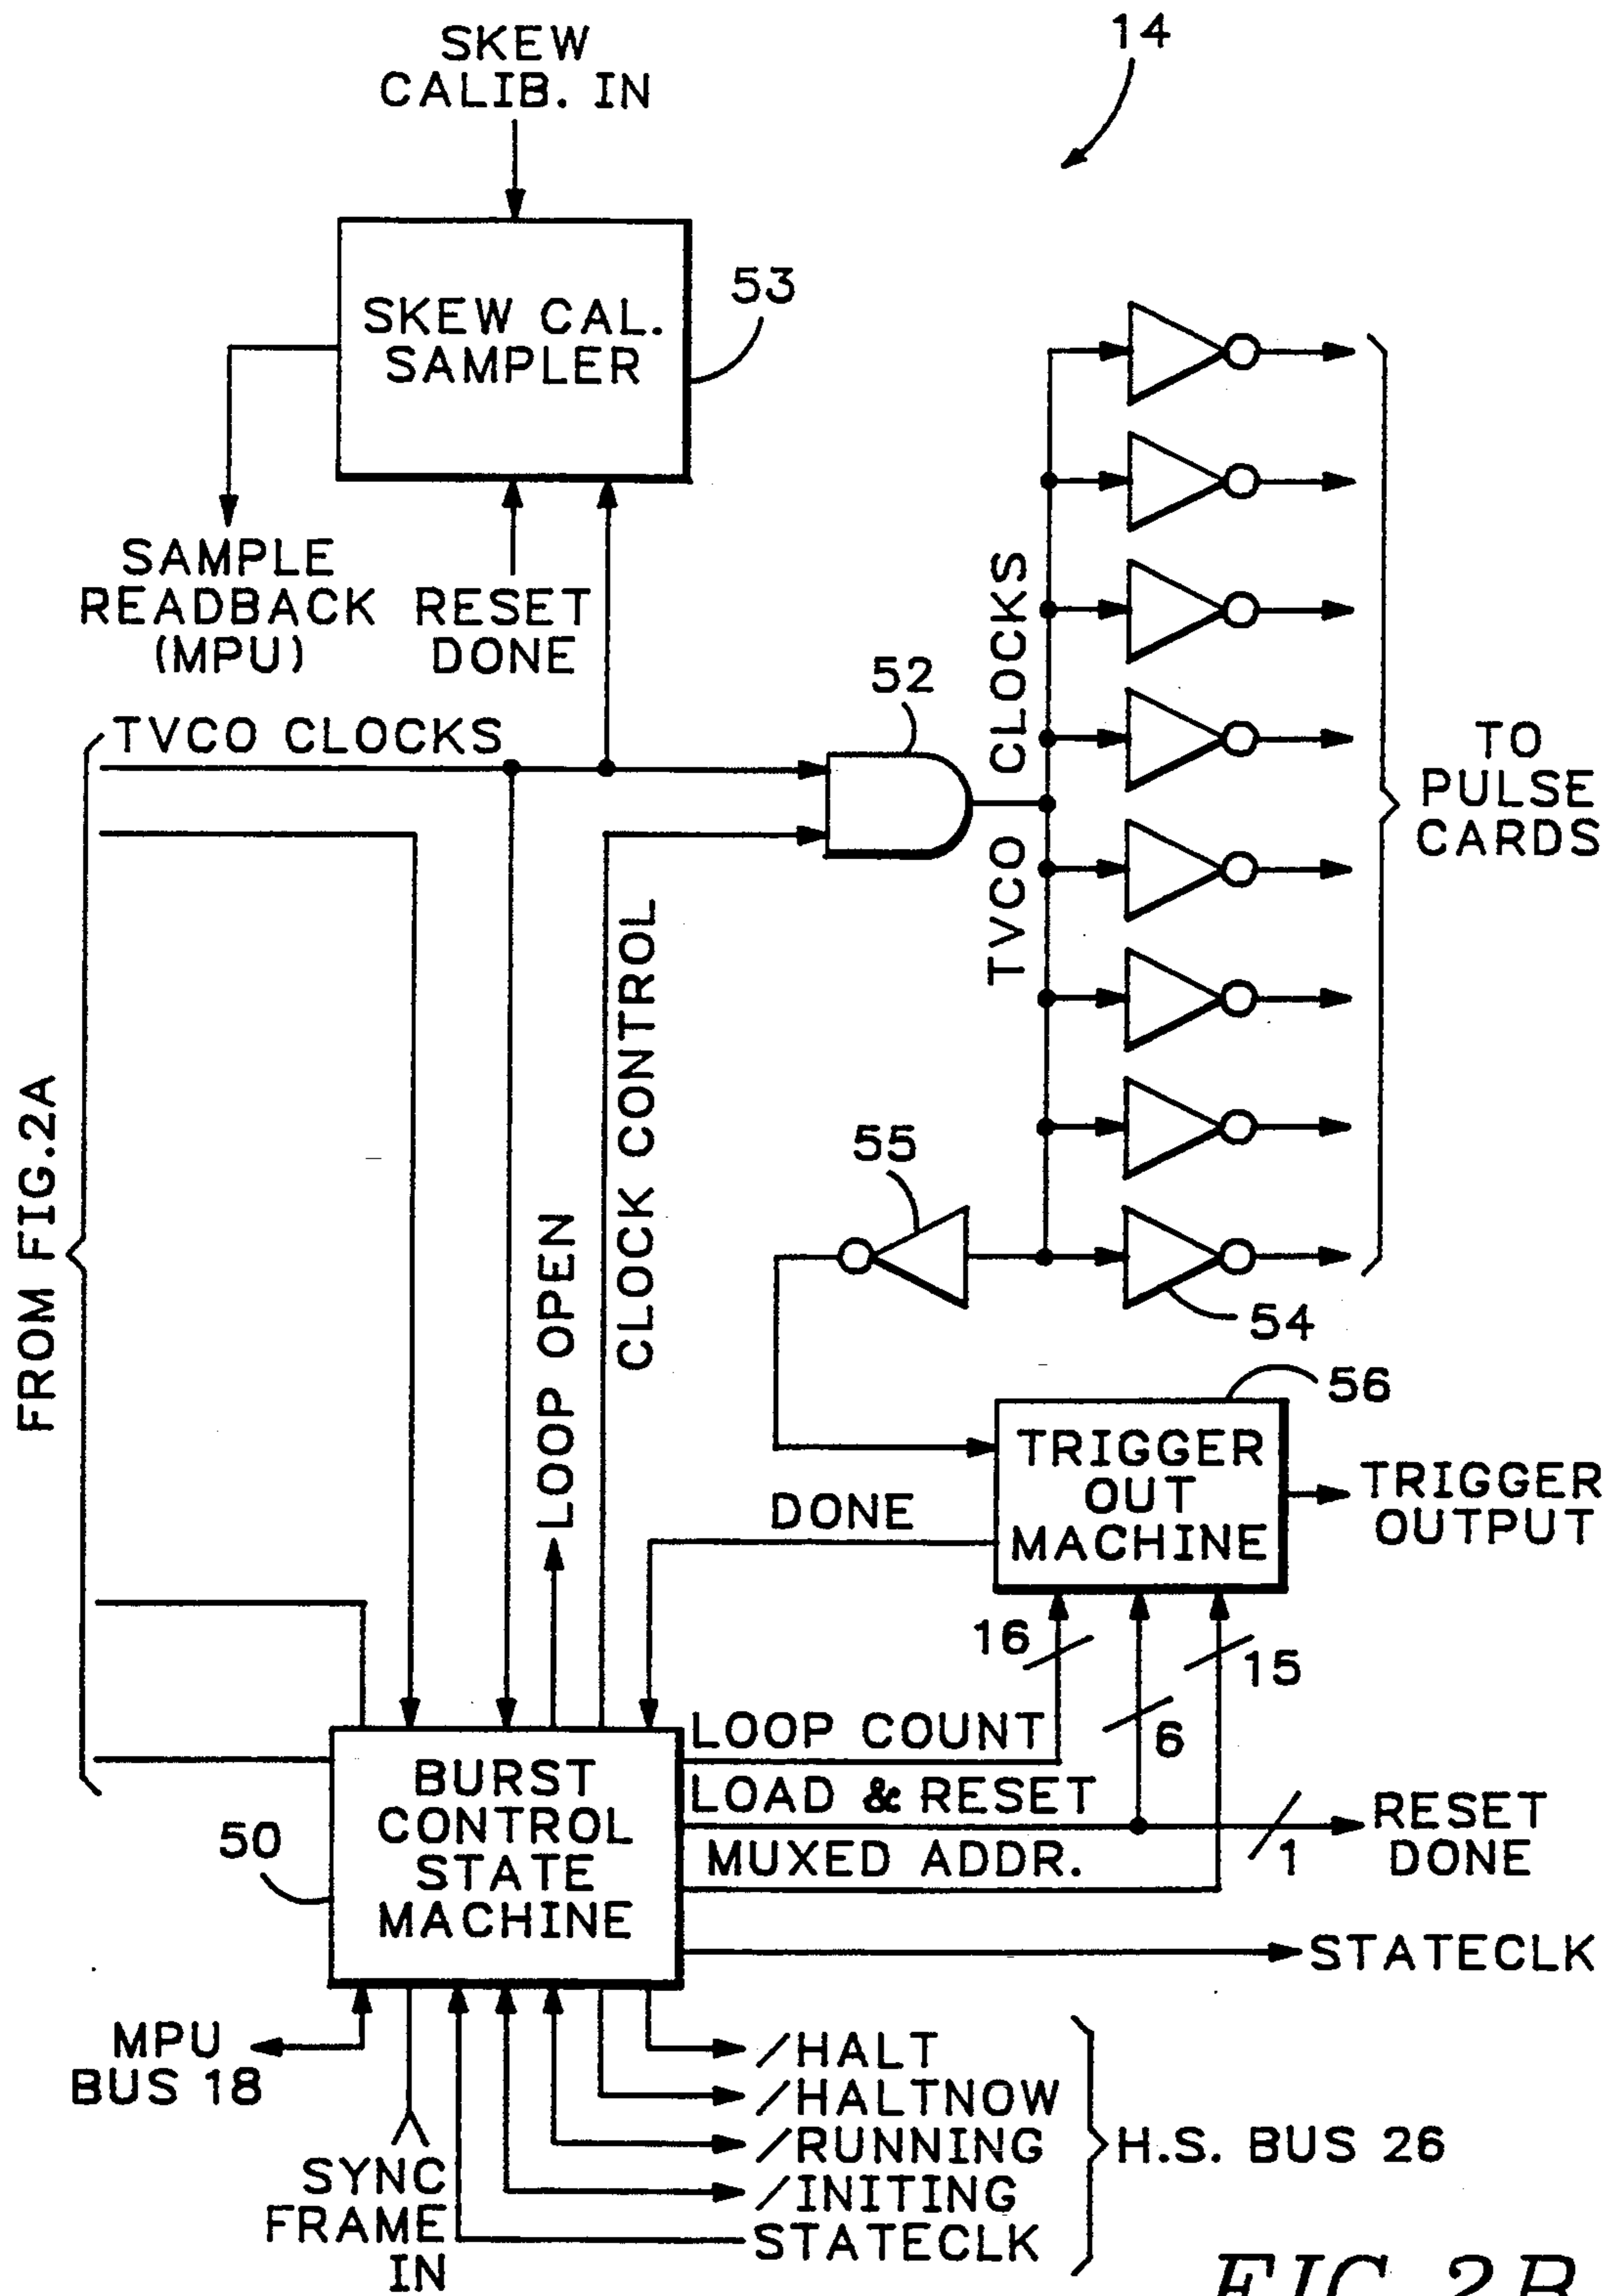 SKEW
CALIB. IN
14
SKEW CAL.
SAMPLER
53
SAMPLE
READBACK
(MPU)
RESET
DONE
TVCO CLOCKS
52
TVCO CLOCKS
TO
PULSE
CARDS
FROM FIG.2A
LOOP OPEN
CLOCK CONTROL
55
54
56
TRIGGER
OUT
MACHINE
TRIGGER
OUTPUT
DONE
16
6
15
LOOP COUNT
LOAD & RESET
MUXED ADDR.
1
RESET
DONE
50
BURST
CONTROL
STATE
MACHINE
STATECLK
MPU
BUS 18
SYNC
FRAME
IN
/HALT
/HALTNOW
/RUNNING
/INITING
STATECLK
H.S. BUS 26
FIG.2B